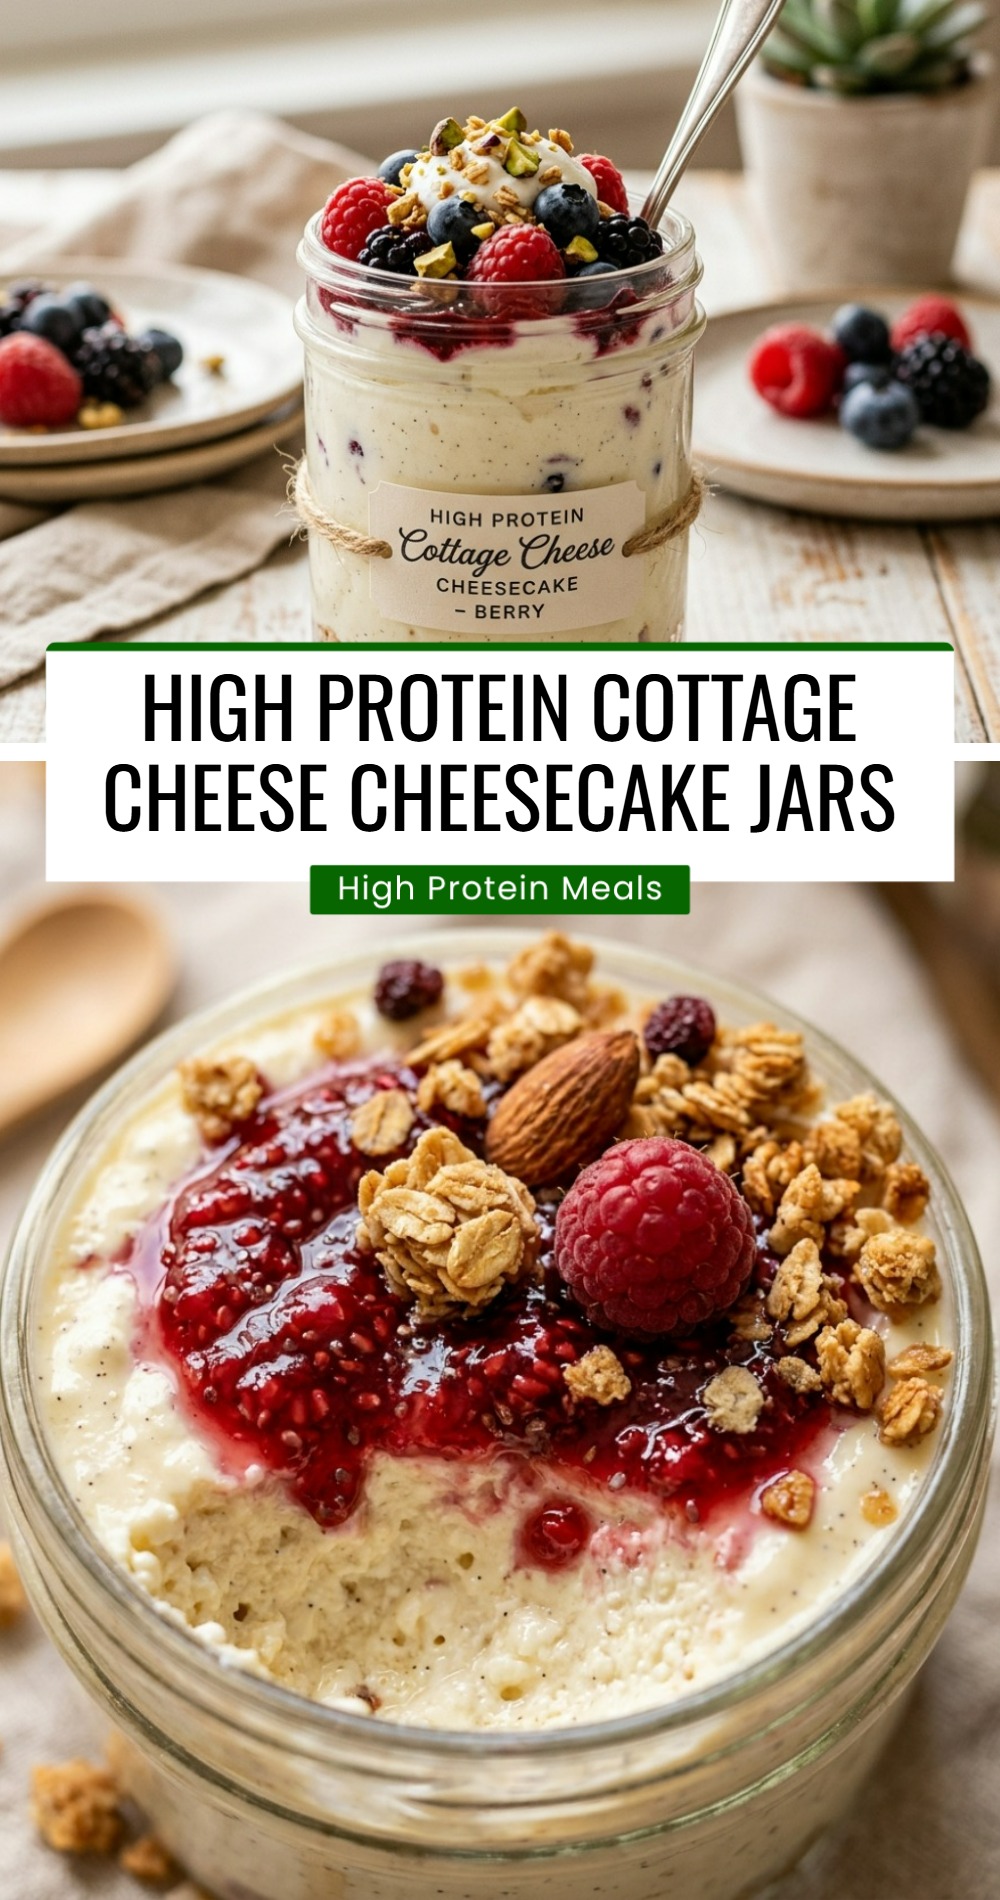 HIGH PROTEIN
Cottage Cheese
CHEESECAKE
– BERRY
HIGH PROTEIN COTTAGE
CHEESE CHEESECAKE JARS
High Protein Meals